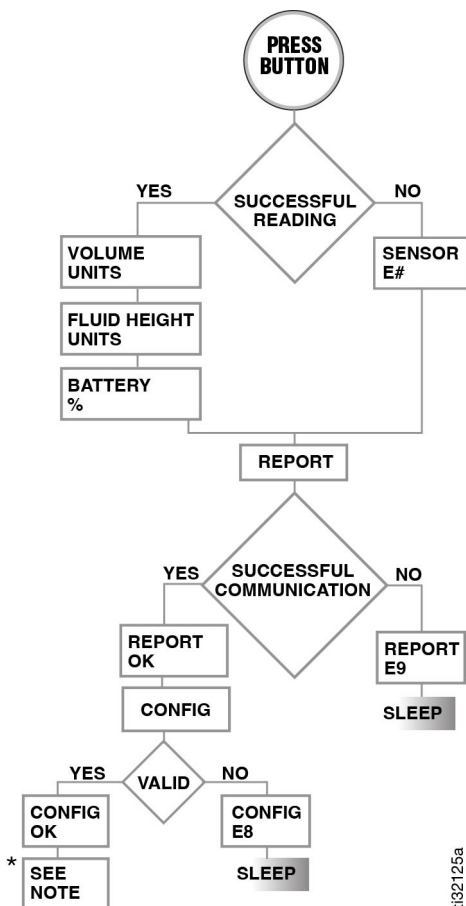 PRESS
BUTTON
YES
SUCCESSFUL
READING
NO
VOLUME
UNITS
SENSOR
E#
FLUID HEIGHT
UNITS
BATTERY
%
REPORT
YES
SUCCESSFUL
COMMUNICATION
NO
REPORT
OK
REPORT
E9
CONFIG
SLEEP
YES
VALID
NO
CONFIG
OK
CONFIG
E8
* SEE
NOTE
SLEEP
ti32125a